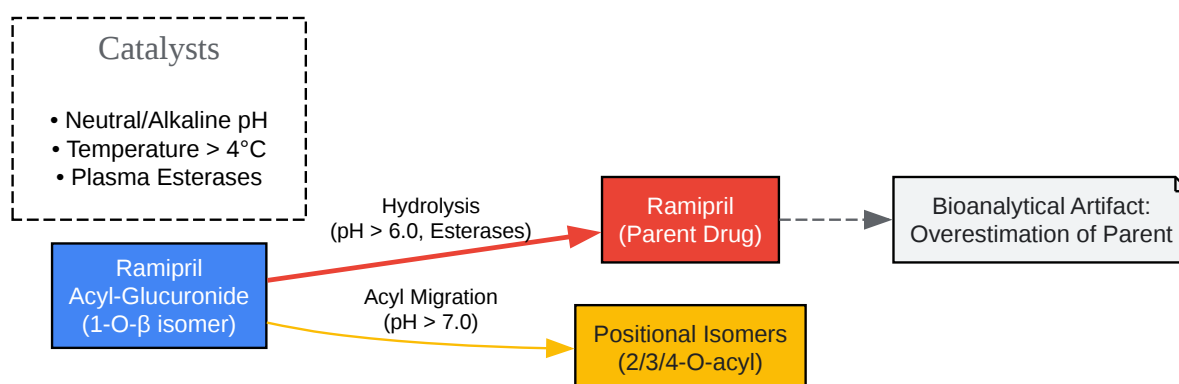 Catalysts
• Neutral/Alkaline pH
• Temperature > 4°C
• Plasma Esterases
Hydrolysis
(pH > 6.0, Esterases)
Ramipril
(Parent Drug)
Bioanalytical Artifact:
Overestimation of Parent
Ramipril
Acyl-Glucuronide
(1-O-β isomer)
Acyl Migration
(pH > 7.0)
Positional Isomers
(2/3/4-O-acyl)